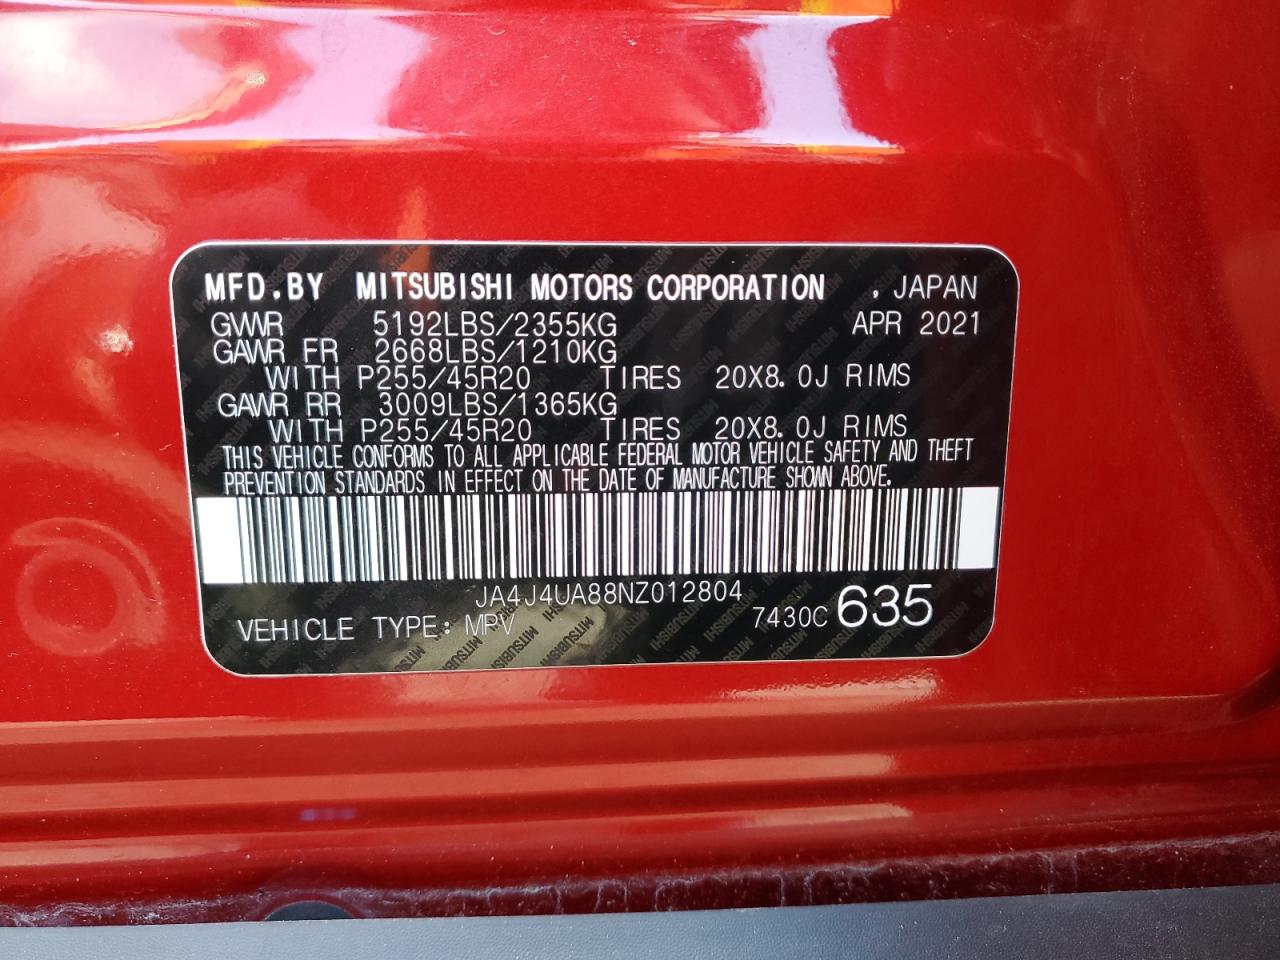 MFD.BY MITSUBISHI MOTORS CORPORATION , JAPAN
GVWR 5192LBS/2355KG APR 2021
GAWR FR 2668LBS/1210KG
WITH P255/45R20 TIRES 20X8.0J RIMS
GAWR RR 3009LBS/1365KG
WITH P255/45R20 TIRES 20X8.0J RIMS
THIS VEHICLE CONFORMS TO ALL APPLICABLE FEDERAL MOTOR VEHICLE SAFETY AND THEFT
PREVENTION STANDARDS IN EFFECT ON THE DATE OF MANUFACTURE SHOWN ABOVE.
JA4J4UA88NZ012804
VEHICLE TYPE: MPV 7430C 635